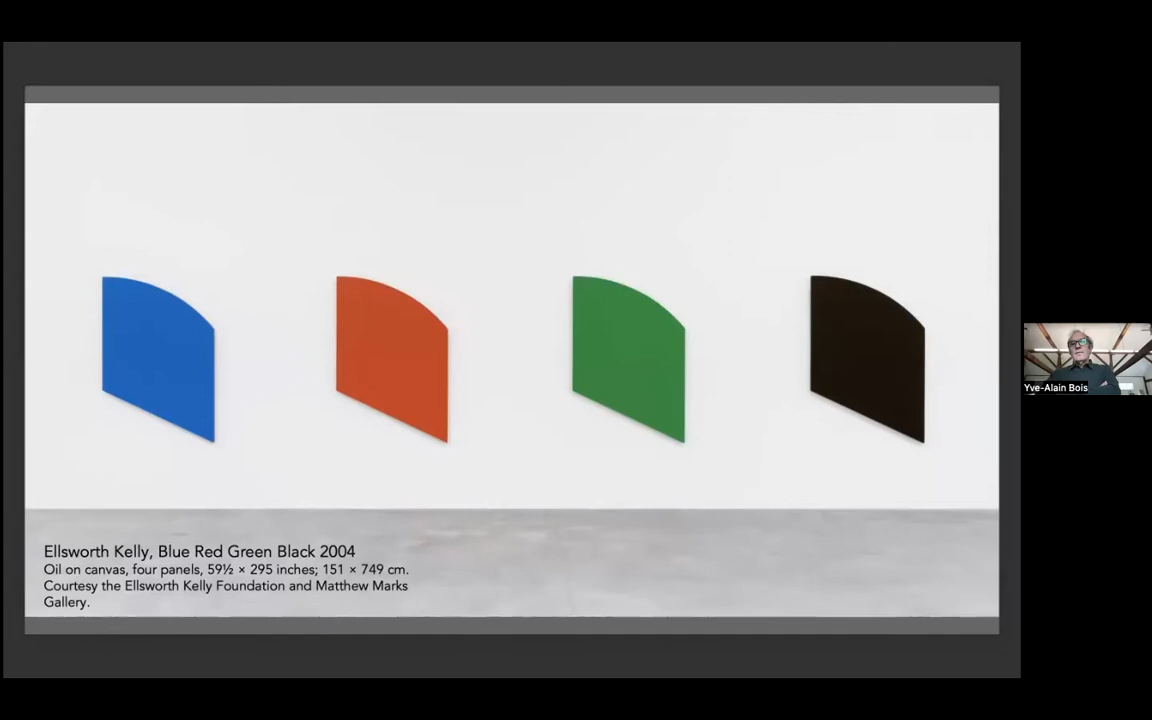 Ellsworth Kelly, Blue Red Green Black 2004
Oil on canvas, four panels, 59½ × 295 inches; 151 × 749 cm.
Courtesy the Ellsworth Kelly Foundation and Matthew Marks
Gallery.
Yve-Alain Bois